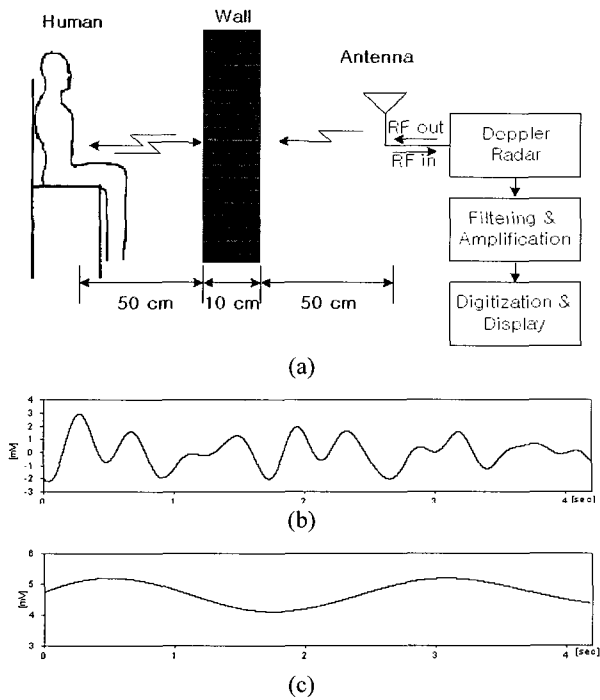 Human
Wall
Antenna
RF out
RF in
Doppler
Radar
Filtering &
Amplification
Digitization &
Display
50 cm
10 cm
50 cm
(a)
4
3
2
1
0
-1
-2
-3
[mV]
0
1
2
3
4 [sec]
(b)
6
5
4
3
[mV]
0
1
2
3
4 [sec]
(c)